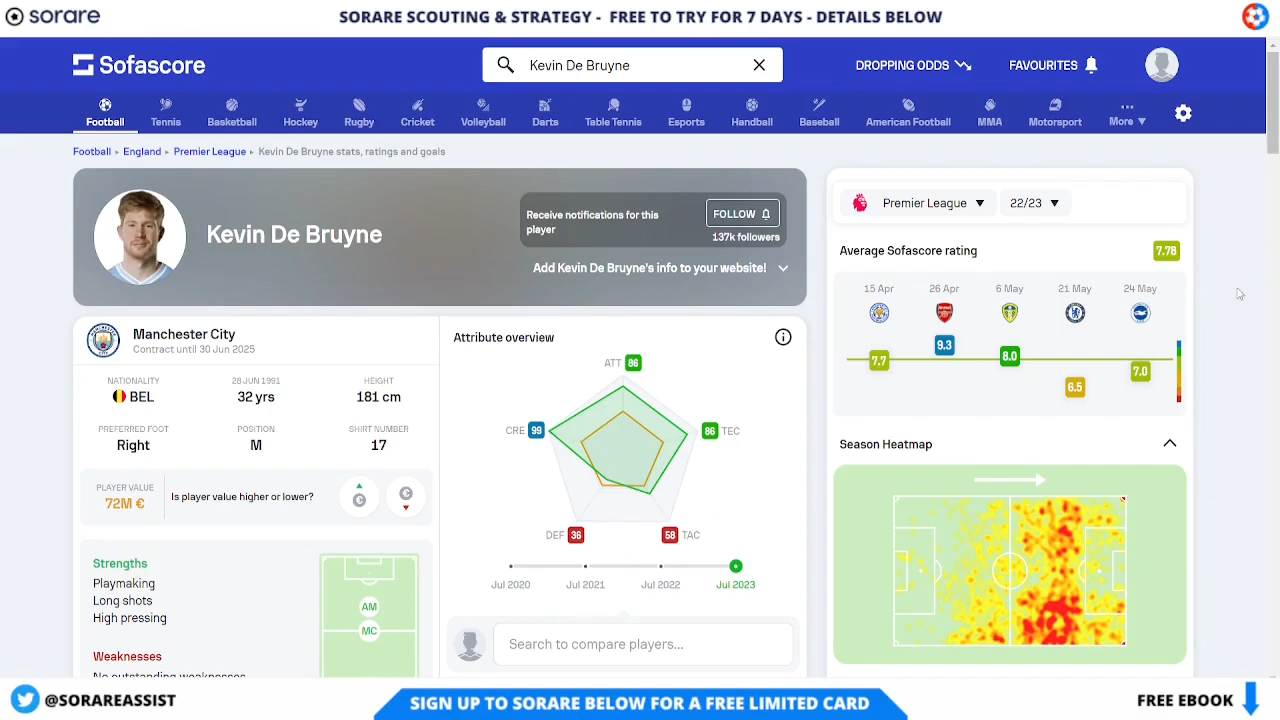 sorare
SORARE SCOUTING & STRATEGY - FREE TO TRY FOR 7 DAYS - DETAILS BELOW
Sofascore
Kevin De Bruyne
DROPPING ODDS
FAVOURITES
Football
Tennis
Basketball
Hockey
Rugby
Cricket
Volleyball
Darts
Table Tennis
Esports
Handball
Baseball
American Football
MMA
Motorsport
More
Football
England
Premier League
Kevin De Bruyne stats, ratings and goals
Kevin De Bruyne
Receive notifications for this
player
FOLLOW
137k followers
Add Kevin De Bruyne's info to your website!
Manchester City
Contract until 30 Jun 2025
NATIONALITY
28 JUN 1991
HEIGHT
BEL
32 yrs
181 cm
PREFERRED FOOT
POSITION
SHIRT NUMBER
Right
M
17
PLAYER VALUE
72M €
Is player value higher or lower?
Strengths
Playmaking
Long shots
High pressing
Weaknesses
No outstanding weaknesses
AM
MC
Attribute overview
ATT 86
CRE 99
86 TEC
DEF 36
58 TAC
Jul 2020
Jul 2021
Jul 2022
Jul 2023
Search to compare players...
Premier League
22/23
Average Sofascore rating
7.78
15 Apr
26 Apr
6 May
21 May
24 May
7.7
9.3
8.0
6.5
7.0
Season Heatmap
@SORAREASSIST
SIGN UP TO SORARE BELOW FOR A FREE LIMITED CARD
FREE EBOOK